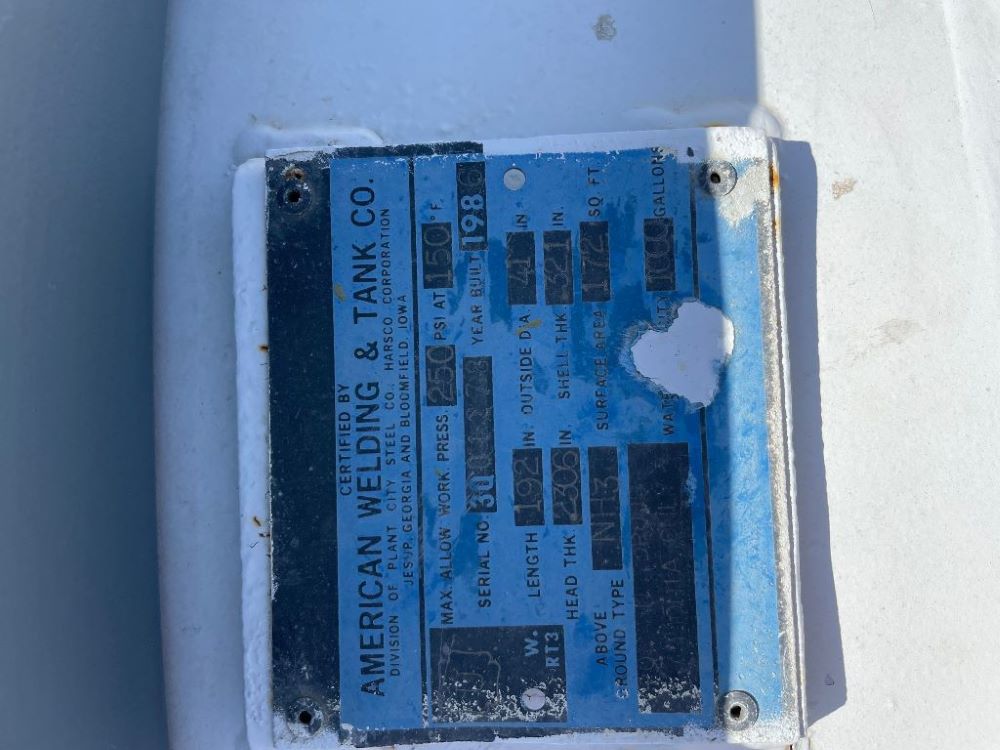 CERTIFIED BY
AMERICAN WELDING & TANK CO.
DIVISION OF PLANT CITY STEEL CO. HARSCO CORPORATION
JESUP, GEORGIA AND BLOOMFIELD, IOWA
MAX. ALLOW WORK. PRESS. 250 PSI AT 150 °F.
SERIAL NO. YEAR BUILT 1986
LENGTH 192 IN. OUTSIDE DIA. 41 IN
HEAD THK. IN. SHELL THK. .321 IN.
W.
RT3
ABOVE SURFACE AREA 172 SQ FT
GROUND TYPE NH3
1000 GALLONS